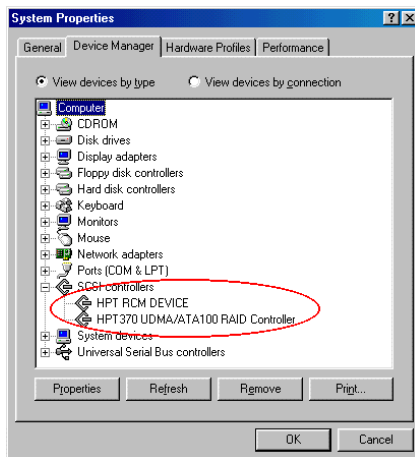 System Properties
General Device Manager Hardware Profiles Performance
View devices by type View devices by connection
Computer
CDROM
Disk drives
Display adapters
Floppy disk controllers
Hard disk controllers
Keyboard
Monitors
Mouse
Network adapters
Ports (COM & LPT)
SCSI controllers
HPT RCM DEVICE
HPT370 UDMA/ATA100 RAID Controller
System devices
Universal Serial Bus controllers
Properties Refresh Remove Print...
OK Cancel